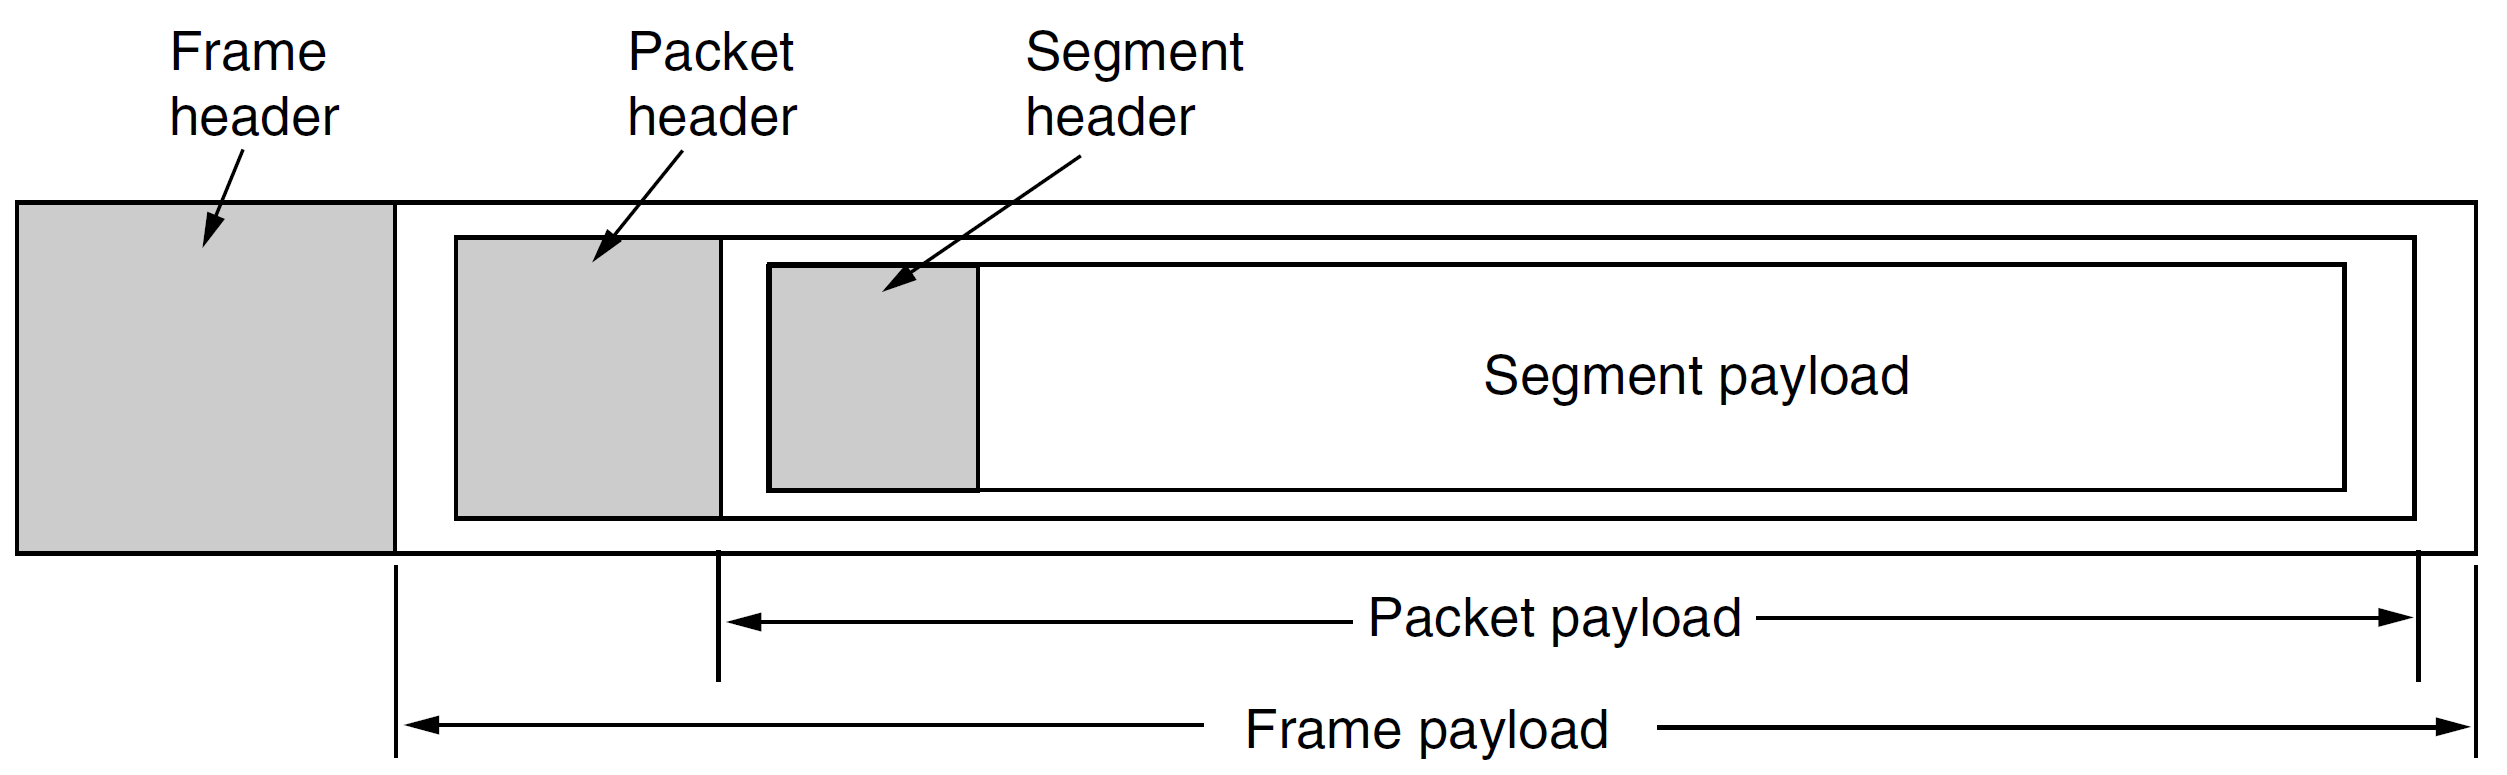 Frame
header
Packet
header
Segment
header
Segment payload
Packet payload
Frame payload